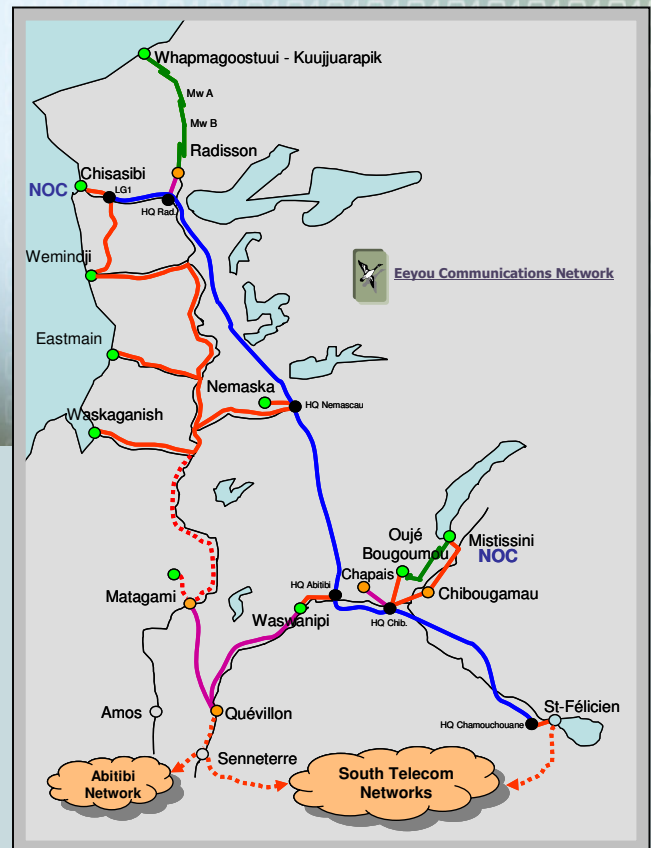 Whapmagoostuui - Kuujjuarapik
Mw A
Mw B
Radisson
Chisasibi
NOC
LG1
HQ Rad.
Wemindji
Eeyou Communications Network
Eastmain
Nemaska
HQ Nemascau
Waskaganish
Oujé
Bougoumou
Mistissini
NOC
HQ Abitibi
Chapais
Chibougamau
Matagami
Waswanipi
HQ Chib.
Amos
Quévillon
St-Félicien
HQ Chamouchouane
Senneterre
Abitibi
Network
South Telecom
Networks